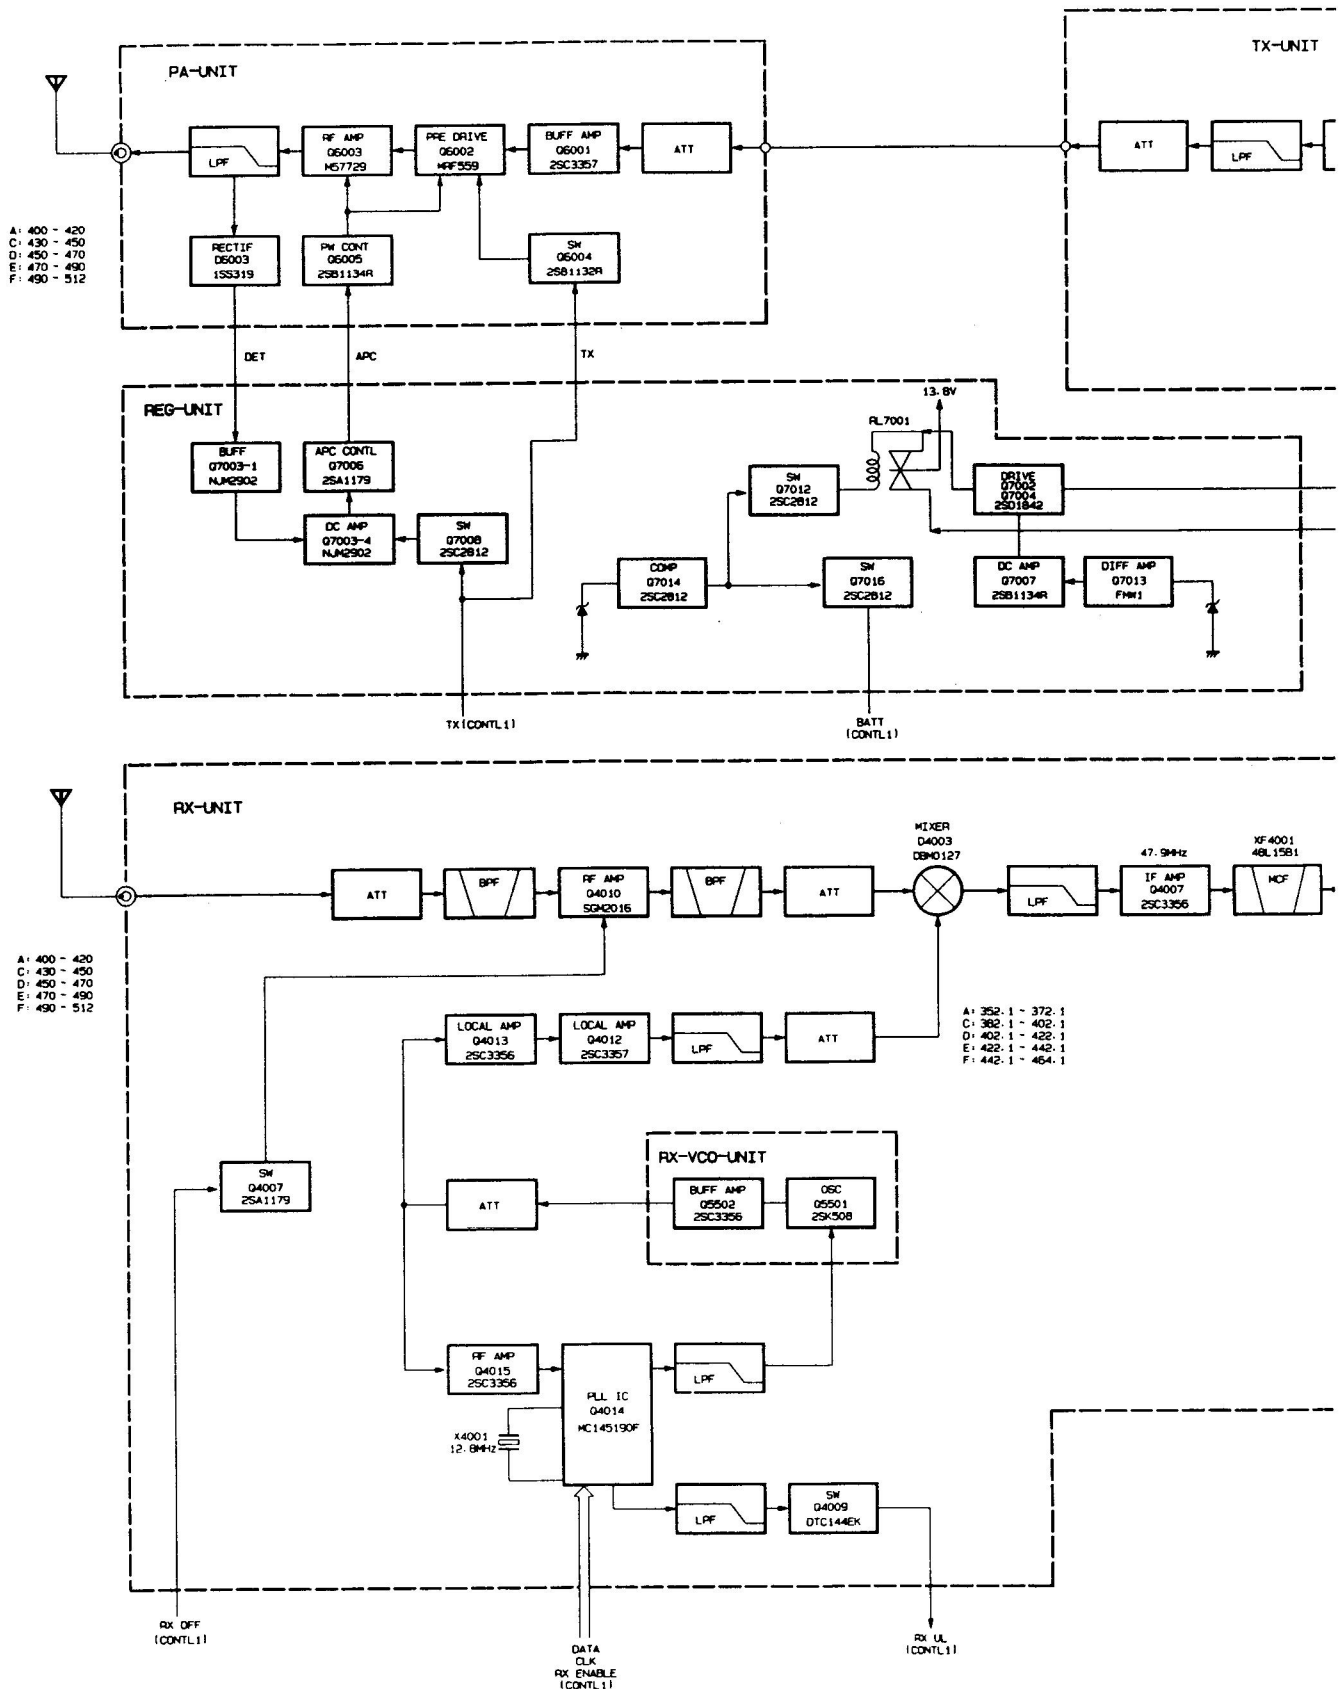 TX-UNIT
PA-UNIT
LPF
RF AMP
Q6003
M57729
PRE DRIVE
Q6002
MRF559
BUFF AMP
Q6001
2SC3357
ATT
ATT
LPF
A: 400 - 420
C: 430 - 450
D: 450 - 470
E: 470 - 490
F: 490 - 512
RECTIF
D6003
1SS319
PW CONT
Q6005
2SB1134R
SW
Q6004
2SB1132R
DET
APC
TX
REG-UNIT
13.8V
RL7001
BUFF
Q7003-1
NJM2902
APC CONTL
Q7006
2SA1179
SW
Q7012
2SC2812
DRIVE
Q7002
Q7004
2SD1842
DC AMP
Q7003-4
NJM2902
SW
Q7008
2SC2812
COMP
Q7014
2SC2812
SW
Q7016
2SC2812
DC AMP
Q7007
2SB1134R
DIFF AMP
Q7013
FMW1
TX(CONTL1)
BATT
(CONTL1)
RX-UNIT
MIXER
D4003
DBM0127
47.9MHz
XF4001
48L15B1
ATT
BPF
RF AMP
Q4010
SGM2016
BPF
ATT
LPF
IF AMP
Q4007
2SC3356
MCF
A: 400 - 420
C: 430 - 450
D: 450 - 470
E: 470 - 490
F: 490 - 512
LOCAL AMP
Q4013
2SC3356
LOCAL AMP
Q4012
2SC3357
LPF
ATT
A: 352.1 - 372.1
C: 382.1 - 402.1
D: 402.1 - 422.1
E: 422.1 - 442.1
F: 442.1 - 464.1
RX-VCO-UNIT
SW
Q4007
2SA1179
ATT
BUFF AMP
Q5502
2SC3356
OSC
Q5501
2SK508
RF AMP
Q4015
2SC3356
PLL IC
Q4014
MC145190F
LPF
X4001
12.8MHz
LPF
SW
Q4009
DTC144EK
RX OFF
(CONTL1)
DATA
CLK
RX ENABLE
(CONTL1)
RX UL
(CONTL1)